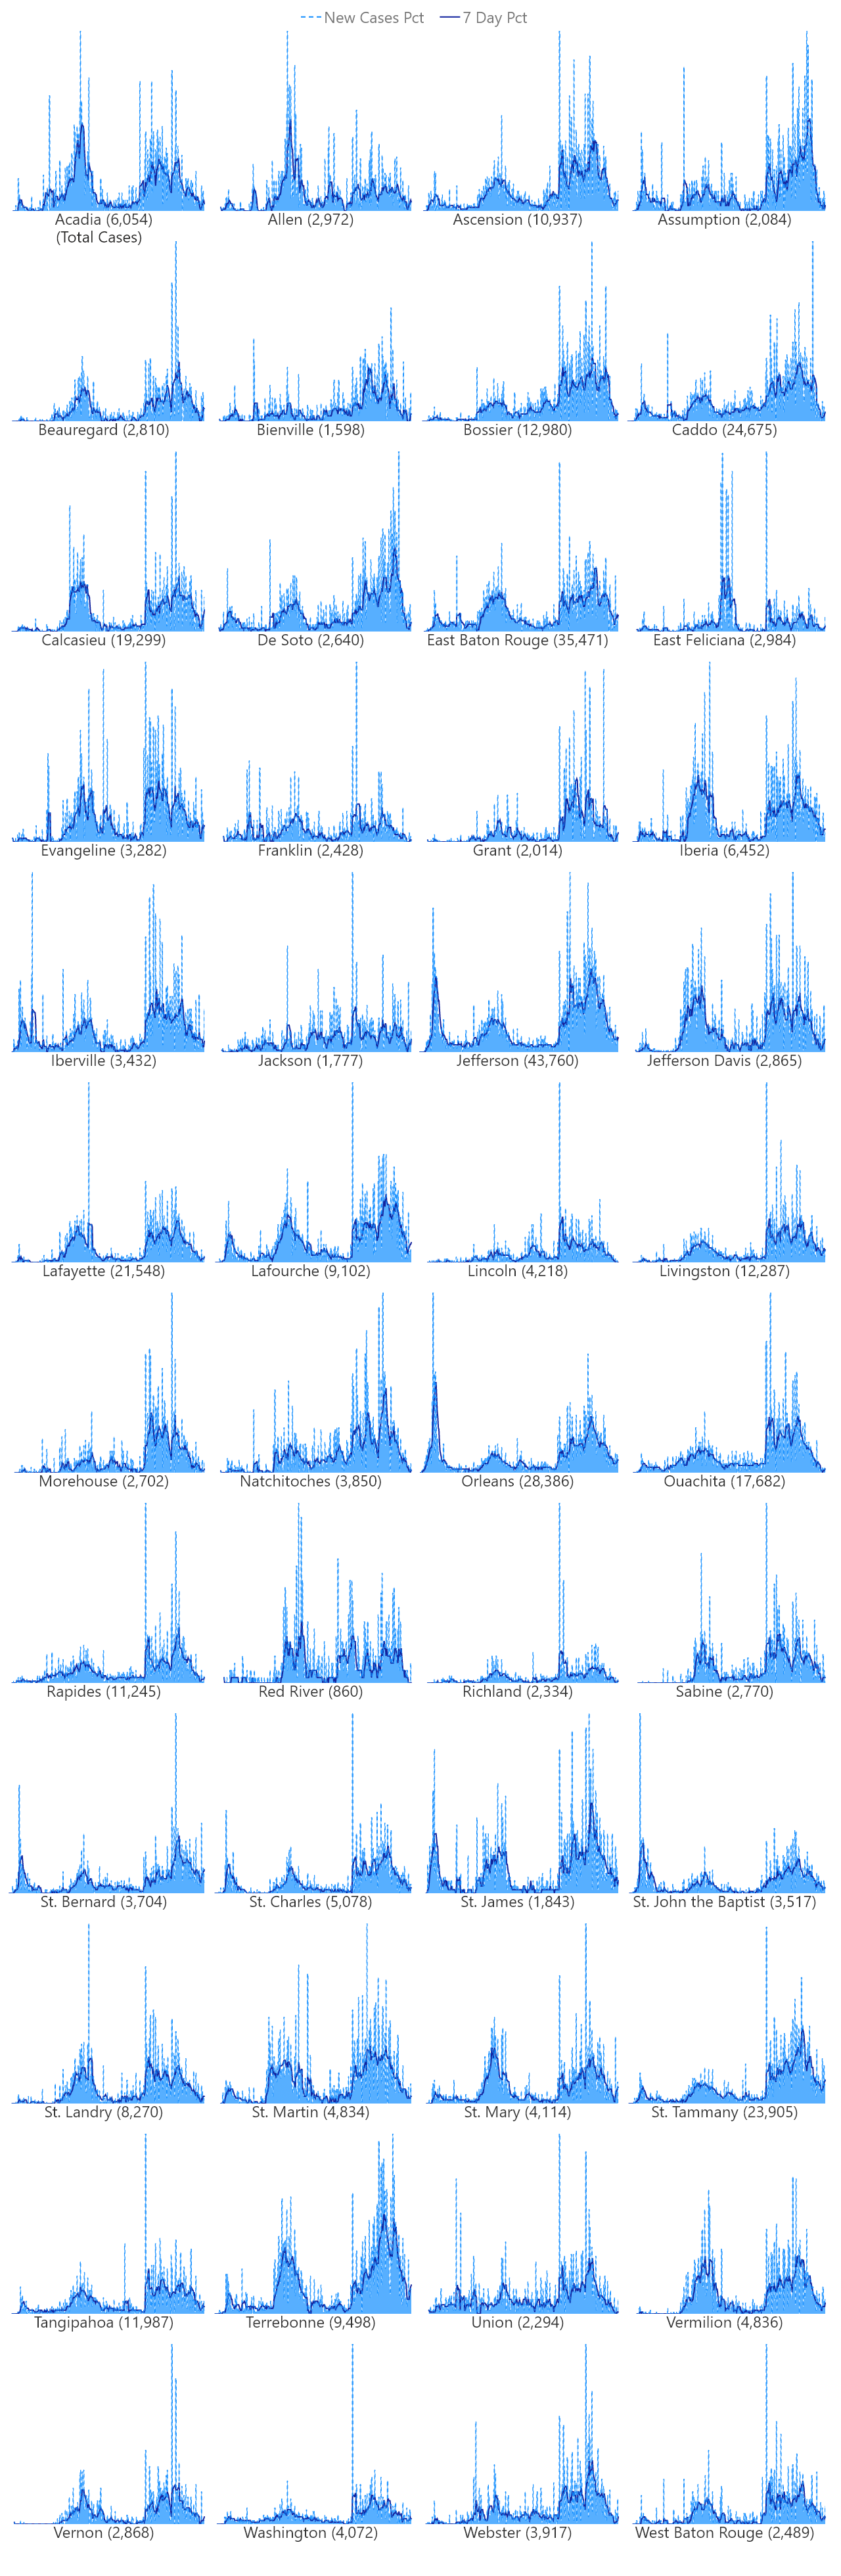 New Cases Pct 7 Day Pct
Acadia (6,054) Allen (2,972) Ascension (10,937) Assumption (2,084)
(Total Cases)
Beauregard (2,810) Bienville (1,598) Bossier (12,980) Caddo (24,675)
Calcasieu (19,299) De Soto (2,640) East Baton Rouge (35,471) East Feliciana (2,984)
Evangeline (3,282) Franklin (2,428) Grant (2,014) Iberia (6,452)
Iberville (3,432) Jackson (1,777) Jefferson (43,760) Jefferson Davis (2,865)
Lafayette (21,548) Lafourche (9,102) Lincoln (4,218) Livingston (12,287)
Morehouse (2,702) Natchitoches (3,850) Orleans (28,386) Ouachita (17,682)
Rapides (11,245) Red River (860) Richland (2,334) Sabine (2,770)
St. Bernard (3,704) St. Charles (5,078) St. James (1,843) St. John the Baptist (3,517)
St. Landry (8,270) St. Martin (4,834) St. Mary (4,114) St. Tammany (23,905)
Tangipahoa (11,987) Terrebonne (9,498) Union (2,294) Vermilion (4,836)
Vernon (2,868) Washington (4,072) Webster (3,917) West Baton Rouge (2,489)